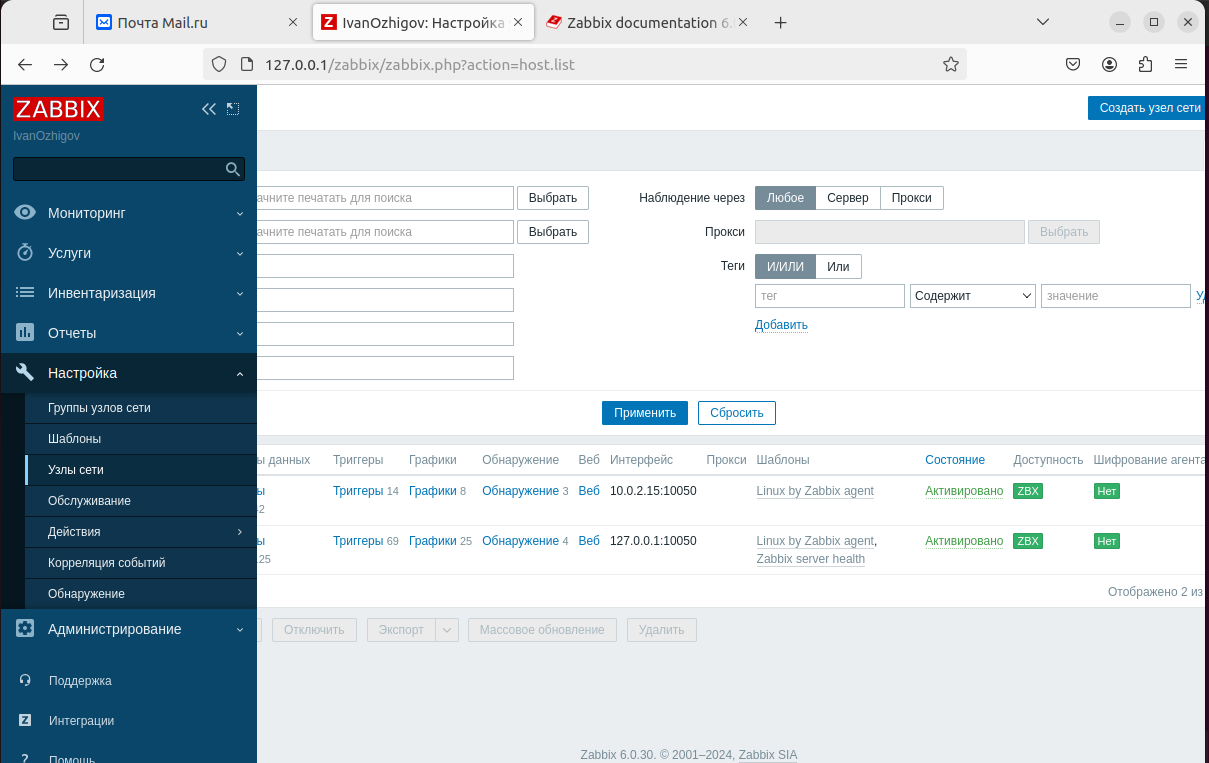 Почта Mail.ru
IvanOzhigov: Настройка
Zabbix documentation 6.
127.0.0.1/zabbix/zabbix.php?action=host.list
ZABBIX
IvanOzhigov
Мониторинг
Услуги
Инвентаризация
Отчеты
Настройка
Группы узлов сети
Шаблоны
Узлы сети
Обслуживание
Действия
Корреляция событий
Обнаружение
Администрирование
Поддержка
Z Интеграции
? Помощь
Создать узел сети
ачните печатать для поиска Выбрать
ачните печатать для поиска Выбрать
Наблюдение через Любое Сервер Прокси
Прокси Выбрать
Теги И/ИЛИ Или
тег Содержит значение
Добавить
Применить Сбросить
ы данных Триггеры Графики Обнаружение Веб Интерфейс Прокси Шаблоны Состояние Доступность Шифрование агента
ы Триггеры 14 Графики 8 Обнаружение 3 Веб 10.0.2.15:10050 Linux by Zabbix agent Активировано ZBX Нет
2
ы Триггеры 69 Графики 25 Обнаружение 4 Веб 127.0.0.1:10050 Linux by Zabbix agent, Активировано ZBX Нет
25 Zabbix server health
Отображено 2 из
Отключить Экспорт Массовое обновление Удалить
Zabbix 6.0.30. © 2001–2024, Zabbix SIA